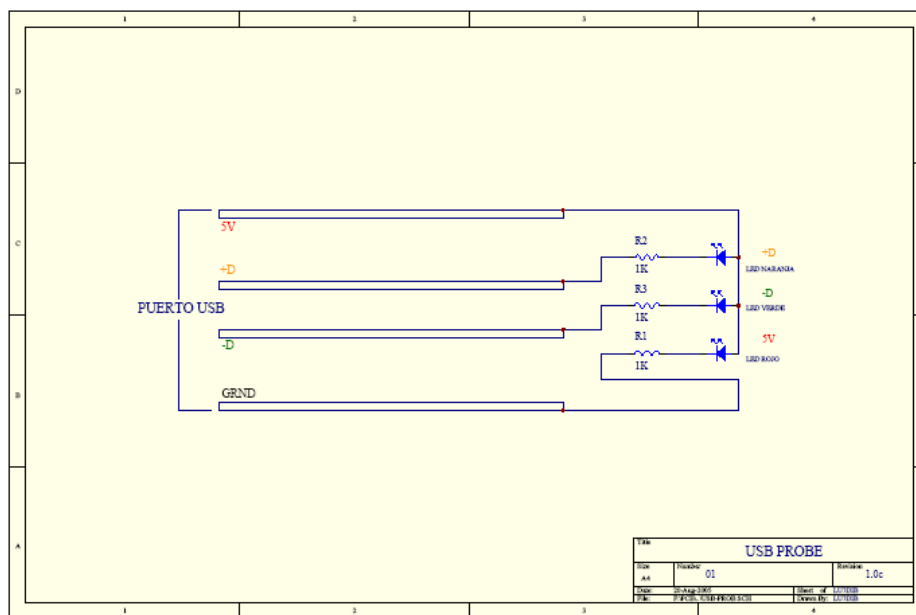 1 2 3 4
D
C
B
A
5V
+D
PUERTO USB
-D
GRND
R2
1K
+D
LED NARANJA
R3
1K
-D
LED VERDE
R1
1K
5V
LED ROJO
Title
USB PROBE
Size
A4
Number
01
Revision
1.0c
Date:
20-Aug-2005
Sheet of
File:
Drawn By:
D
C
B
A
1 2 3 4